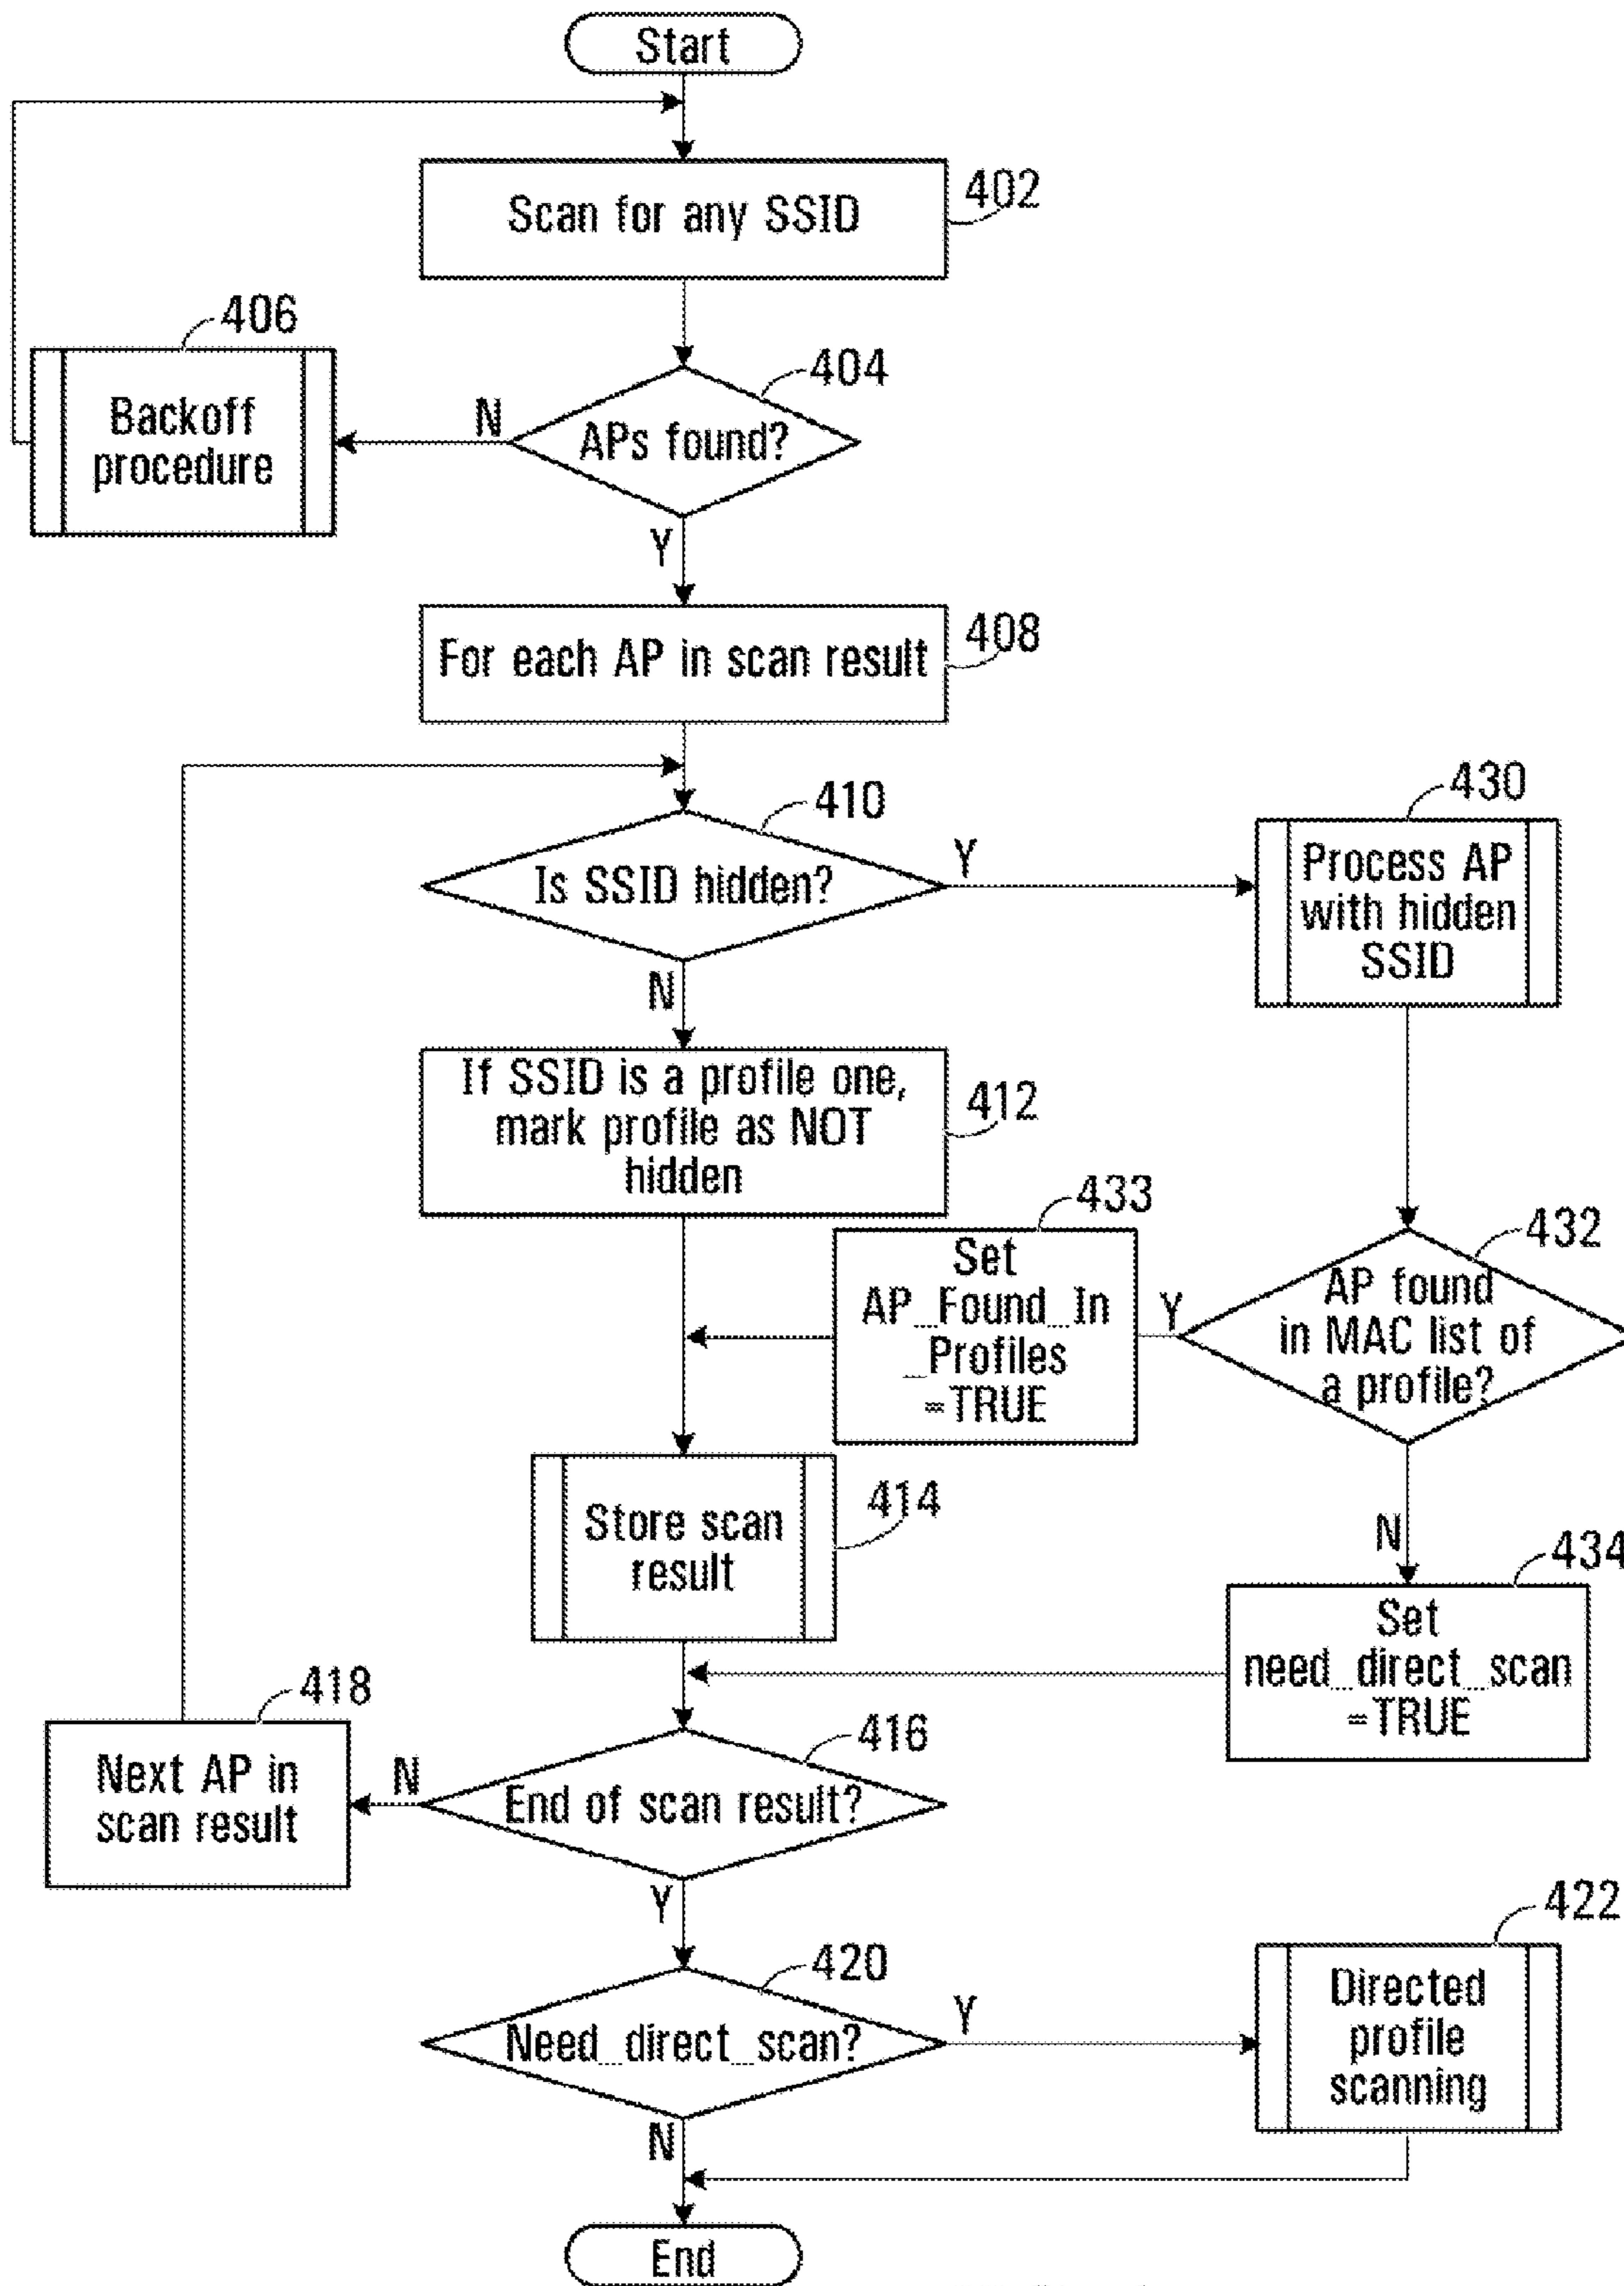 Start
Scan for any SSID
402
406
Backoff
procedure
404
N
APs found?
Y
For each AP in scan result
408
410
Is SSID hidden?
Y
430
Process AP
with hidden
SSID
N
If SSID is a profile one,
mark profile as NOT
hidden
412
433
Set
AP_Found_In
_Profiles
=TRUE
Y
432
AP found
in MAC list of
a profile?
Store scan
result
414
N
434
Set
need_direct_scan
=TRUE
418
Next AP in
scan result
N
416
End of scan result?
Y
420
Need_direct_scan?
Y
422
Directed
profile
scanning
N
End